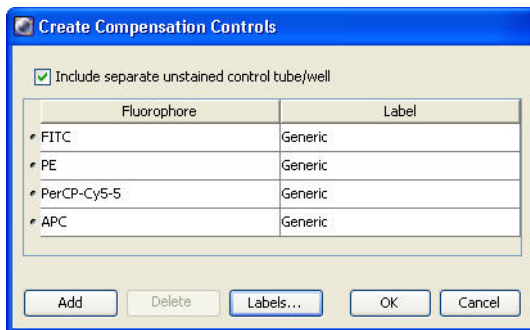 Create Compensation Controls
Include separate unstained control tube/well
Fluorophore Label
FITC Generic
PE Generic
PerCP-Cy5-5 Generic
APC Generic
Add Delete Labels... OK Cancel